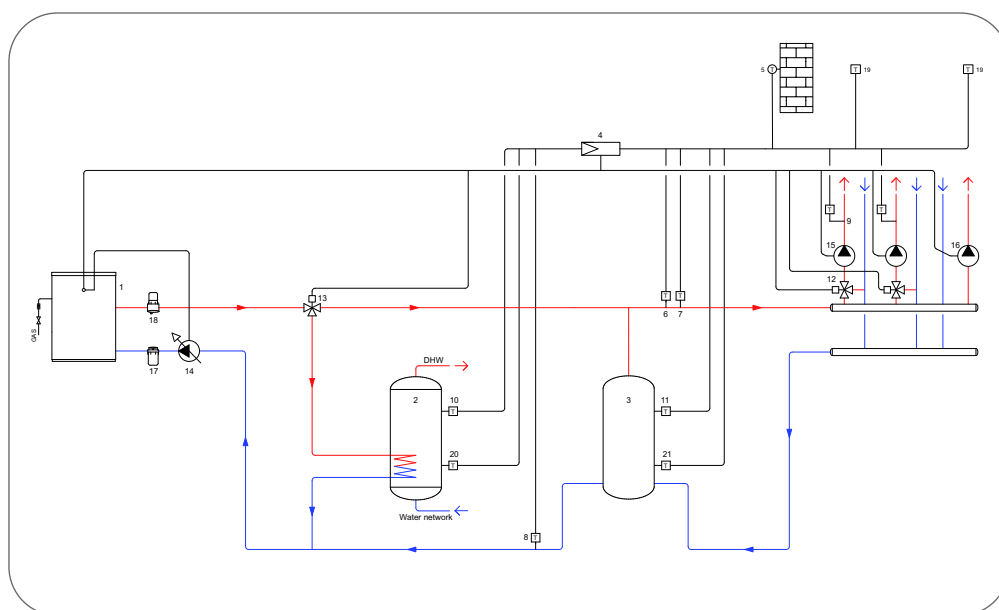 4
5 T T 19 T 19
T 9 T
15 16
1
12
13
18
6 7
T T
GAS
17 14
DHW
2 10 T
3 11 T
20 T
21 T
Water network
8 T